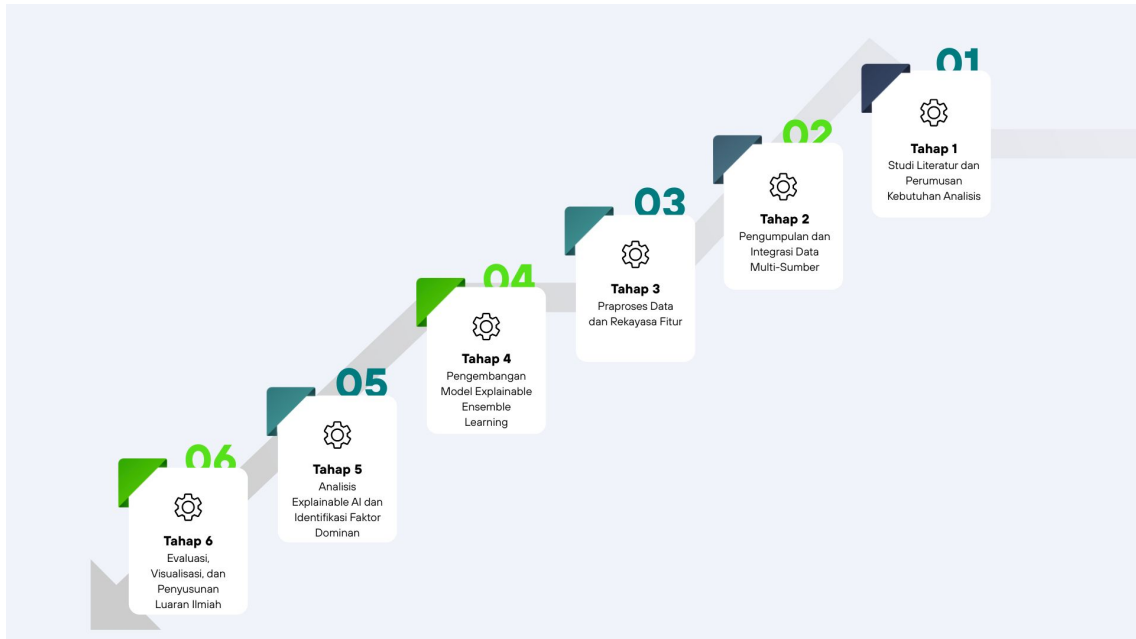 01
Tahap 1
Studi Literatur dan
Perumusan
Kebutuhan Analisis
02
Tahap 2
Pengumpulan dan
Integrasi Data
Multi-Sumber
03
Tahap 3
Praproses Data
dan Rekayasa Fitur
04
Tahap 4
Pengembangan
Model Explainable
Ensemble
Learning
05
Tahap 5
Analisis
Explainable AI dan
Identifikasi Faktor
Dominan
06
Tahap 6
Evaluasi,
Visualisasi, dan
Penyusunan
Luaran Ilmiah